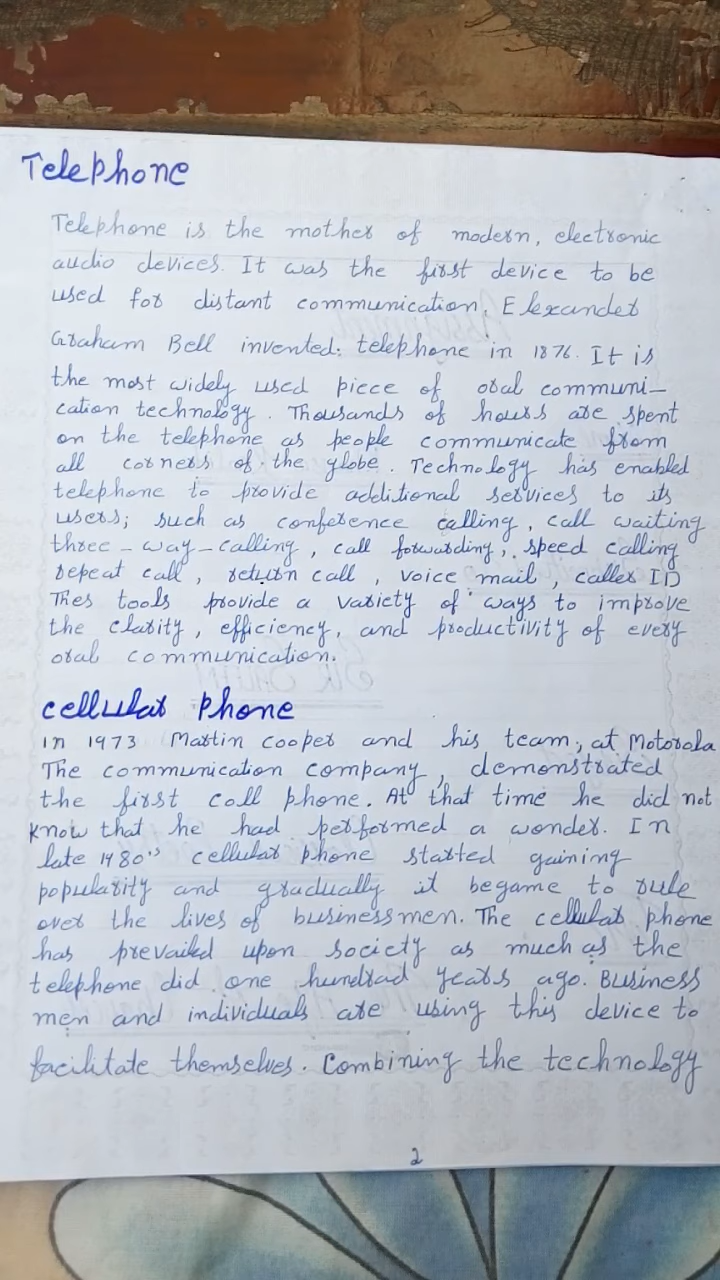 Telephone
Telephone is the mother of modern, electronic
audio devices. It was the first device to be
used for distant communication. Elexander
Graham Bell invented. telephone in 1876. It is
the most widely used piece of oral communi-
cation technology. Thousands of hours are spent
on the telephone as people communicate from
all corners of the globe. Technology has enabled
telephone to provide additional services to its
users; such as conference calling, call waiting
three-way-calling, call forwarding, speed calling
repeat call, return call, voice mail, caller ID
Thes tools provide a variety of ways to improve
the clarity, efficiency, and productivity of every
oral communication.
cellular phone
in 1973 Martin cooper and his team, at Motorola
The communication company, demonstrated
the first coll phone. At that time he did not
know that he had performed a wonder. In
late 1980's cellular phone started gaining
popularity and gradually it begame to rule
over the lives of businessmen. The cellular phone
has prevailed upon society as much as the
telephone did one hundrad years ago. Business
men and individuals are using this device to
facilitate themselves. Combining the technology
2